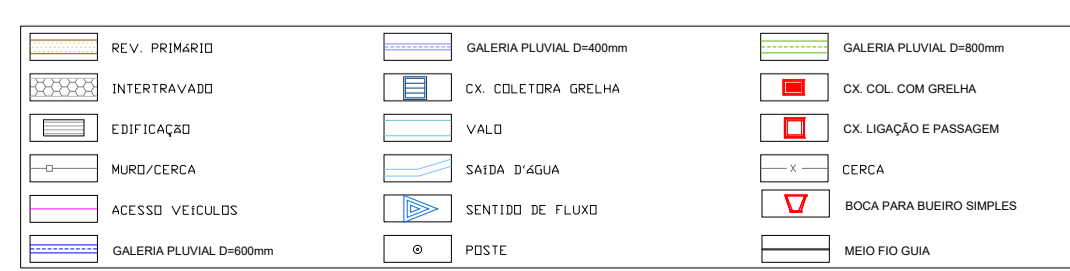 REV. PRIMáRIO
GALERIA PLUVIAL D=400mm
GALERIA PLUVIAL D=800mm
INTERTRAVADO
CX. COLETORA GRELHA
CX. COL. COM GRELHA
EDIFICAÇãO
VALO
CX. LIGAÇÃO E PASSAGEM
MURO/CERCA
SAíDA D'áGUA
X
CERCA
ACESSO VEíCULOS
SENTIDO DE FLUXO
BOCA PARA BUEIRO SIMPLES
GALERIA PLUVIAL D=600mm
POSTE
MEIO FIO GUIA